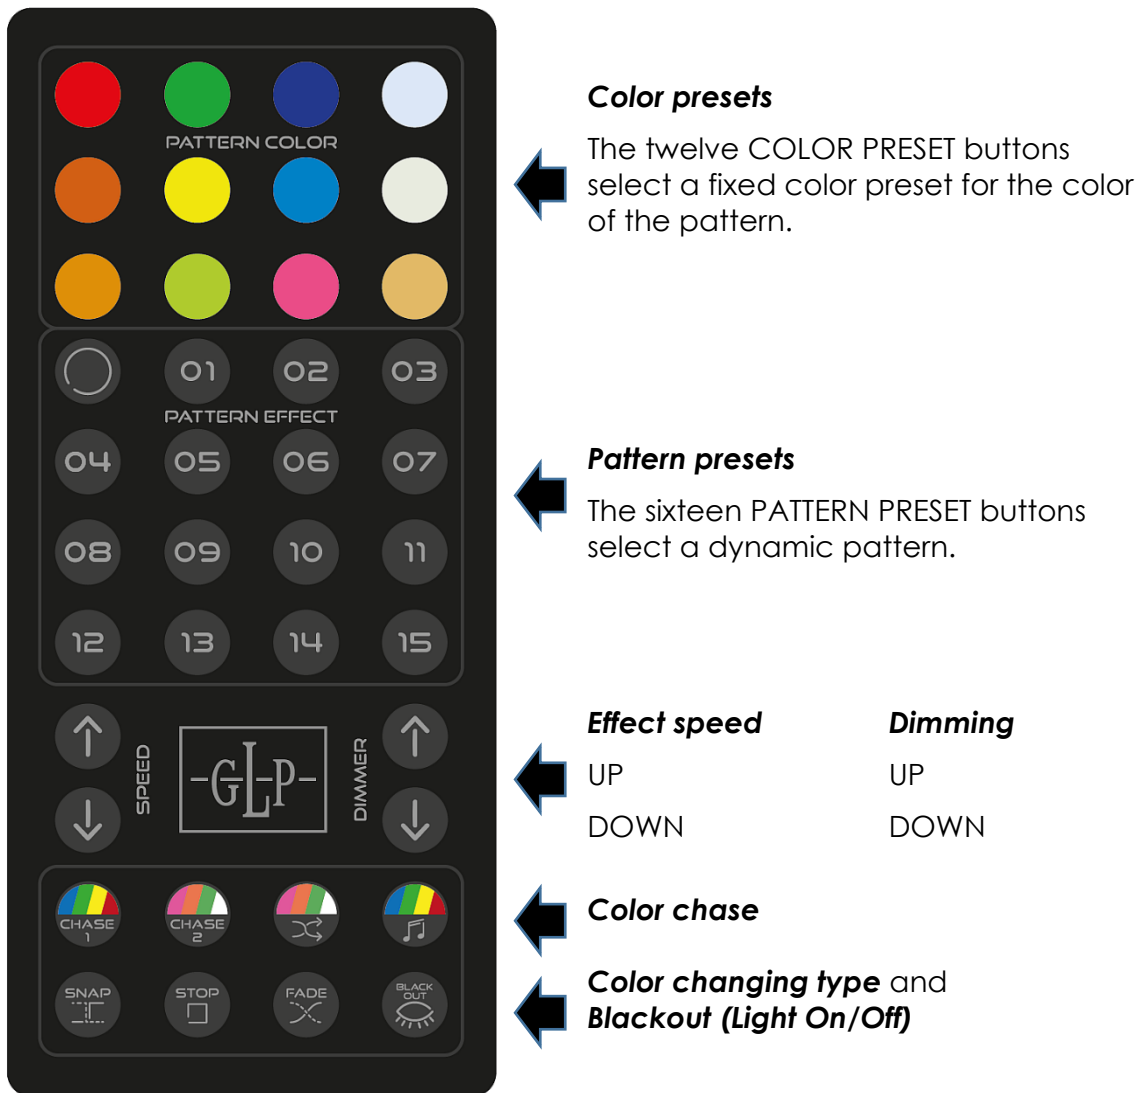 Color presets
PATTERN COLOR
The twelve COLOR PRESET buttons
select a fixed color preset for the color
of the pattern.
01 02 03
PATTERN EFFECT
04 05 06 07
Pattern presets
The sixteen PATTERN PRESET buttons
select a dynamic pattern.
08 09 10 11
12 13 14 15
Effect speed Dimming
SPEED
-GLP-
DIMMER
UP UP
DOWN DOWN
CHASE
1
CHASE
2
Color chase
SNAP
STOP
FADE
BLACK
OUT
Color changing type and
Blackout (Light On/Off)